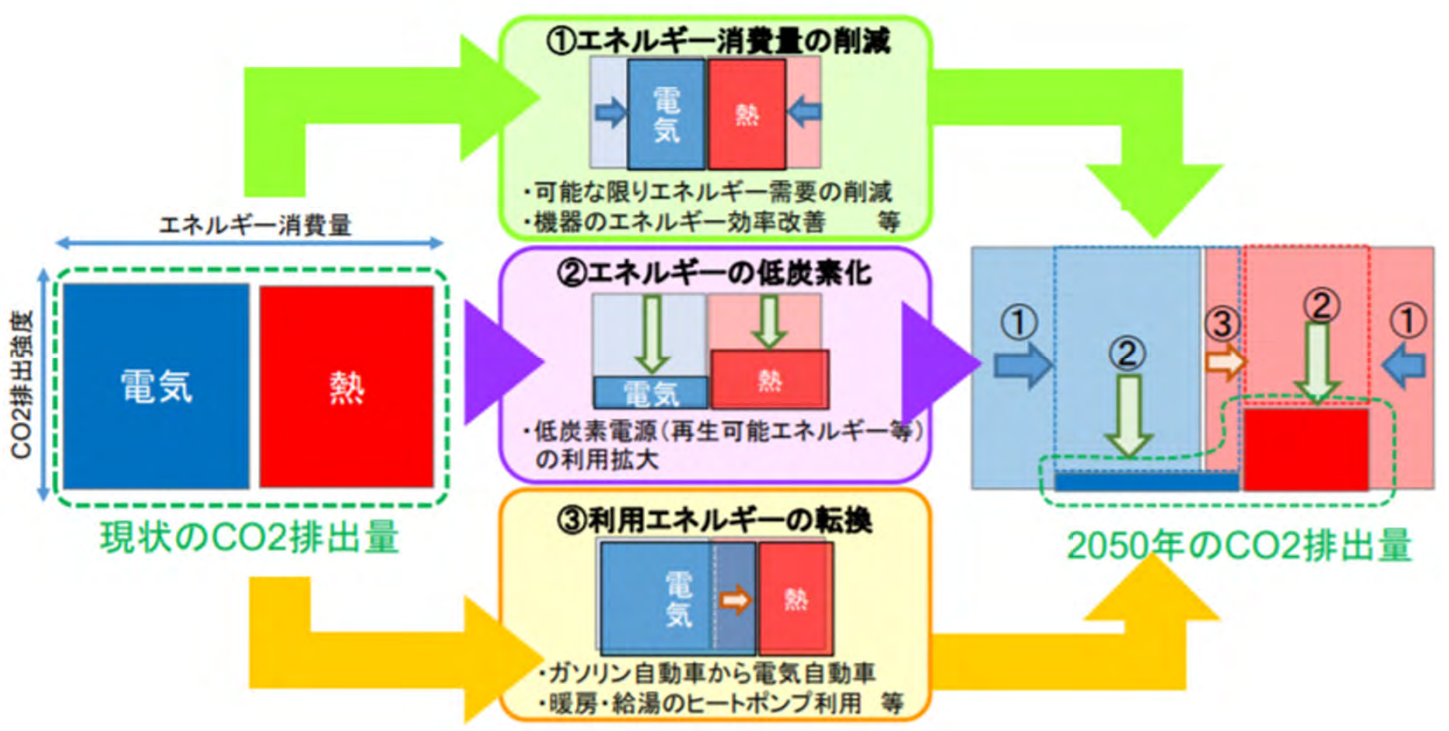 ①エネルギー消費量の削減
電気
熱
・可能な限りエネルギー需要の削減
・機器のエネルギー効率改善　等
エネルギー消費量
CO2排出強度
電気
熱
現状のCO2排出量
②エネルギーの低炭素化
電気
熱
・低炭素電源（再生可能エネルギー等）
の利用拡大
③利用エネルギーの転換
電気
熱
・ガソリン自動車から電気自動車
・暖房・給湯のヒートポンプ利用　等
①
②
③
②
①
2050年のCO2排出量